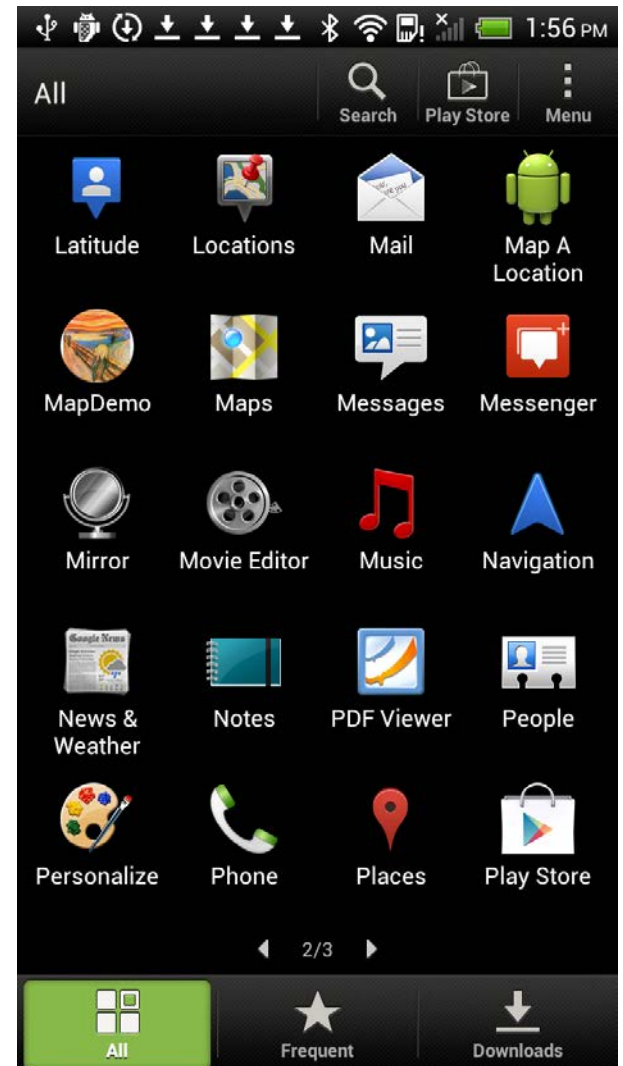 1:56 PM
All
Search
Play Store
Menu
Latitude
Locations
Mail
Map A
Location
MapDemo
Maps
Messages
Messenger
Mirror
Movie Editor
Music
Navigation
Google News
News &
Weather
Notes
PDF Viewer
People
Personalize
Phone
Places
Play Store
2/3
All
Frequent
Downloads